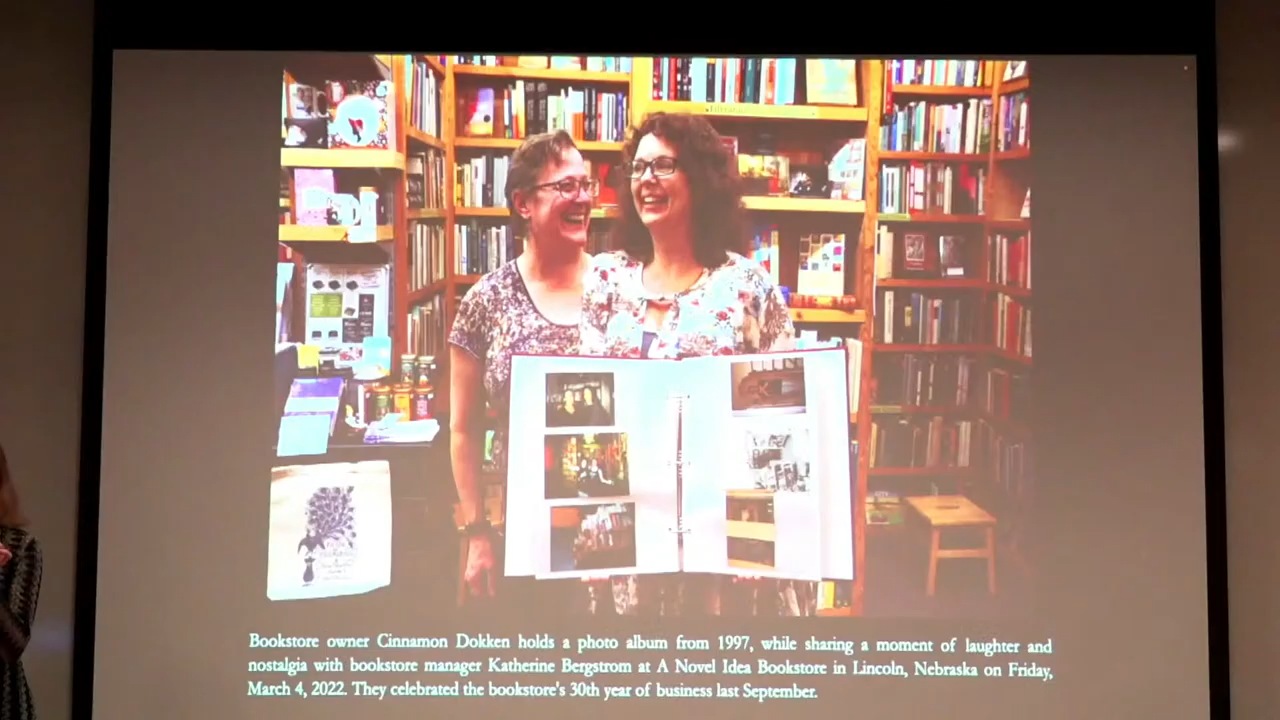 Bookstore owner Cinnamon Dokken holds a photo album from 1997, while sharing a moment of laughter and
nostalgia with bookstore manager Katherine Bergstrom at A Novel Idea Bookstore in Lincoln, Nebraska on Friday,
March 4, 2022. They celebrated the bookstore's 30th year of business last September.